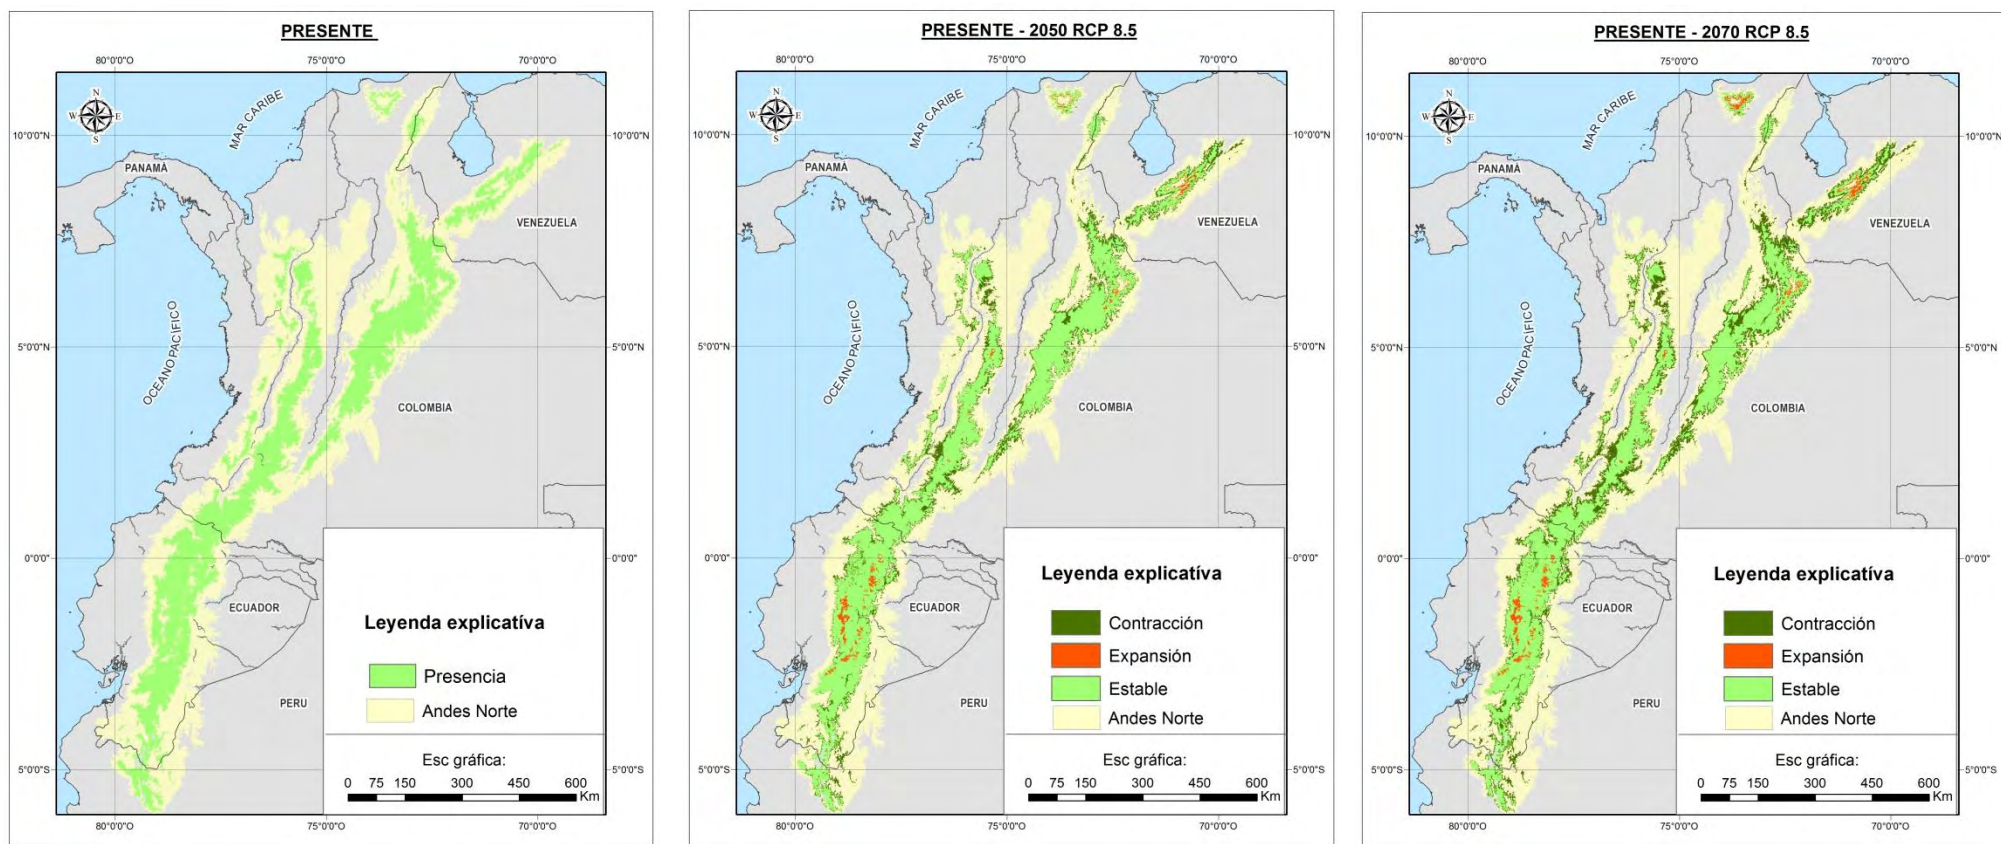 PRESENTE
80°0'0"O
75°0'0"O
70°0'0"O
N
W
E
S
MAR CARIBE
10°0'0"N
10°0'0"N
PANAMÁ
VENEZUELA
OCEANO PACÍFICO
5°0'0"N
5°0'0"N
COLOMBIA
0°0'0"
0°0'0"
ECUADOR
PERU
Leyenda explicatíva
Presencia
Andes Norte
Esc gráfica:
0 75 150 300 450 600
Km
5°0'0"S
5°0'0"S
80°0'0"O
75°0'0"O
70°0'0"O
PRESENTE - 2050 RCP 8.5
80°0'0"O
75°0'0"O
70°0'0"O
N
W
E
S
MAR CARIBE
10°0'0"N
10°0'0"N
PANAMÁ
VENEZUELA
OCEANO PACÍFICO
5°0'0"N
5°0'0"N
COLOMBIA
0°0'0"
0°0'0"
ECUADOR
PERU
Leyenda explicatíva
Contracción
Expansión
Estable
Andes Norte
Esc gráfica:
0 75 150 300 450 600
Km
5°0'0"S
5°0'0"S
80°0'0"O
75°0'0"O
70°0'0"O
PRESENTE - 2070 RCP 8.5
80°0'0"O
75°0'0"O
70°0'0"O
N
W
E
S
MAR CARIBE
10°0'0"N
10°0'0"N
PANAMÁ
VENEZUELA
OCEANO PACÍFICO
5°0'0"N
5°0'0"N
COLOMBIA
0°0'0"
0°0'0"
ECUADOR
PERU
Leyenda explicatíva
Contracción
Expansión
Estable
Andes Norte
Esc gráfica:
0 75 150 300 450 600
Km
5°0'0"S
5°0'0"S
80°0'0"O
75°0'0"O
70°0'0"O